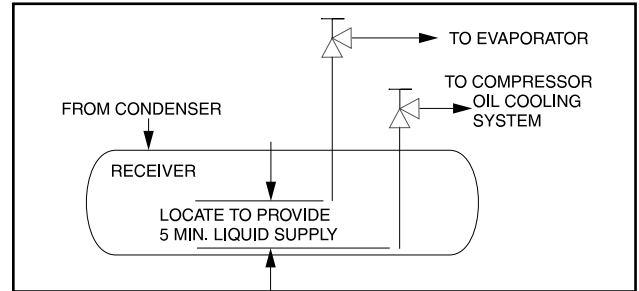 TO EVAPORATOR
TO COMPRESSOR
OIL COOLING
SYSTEM
FROM CONDENSER
RECEIVER
LOCATE TO PROVIDE
5 MIN. LIQUID SUPPLY